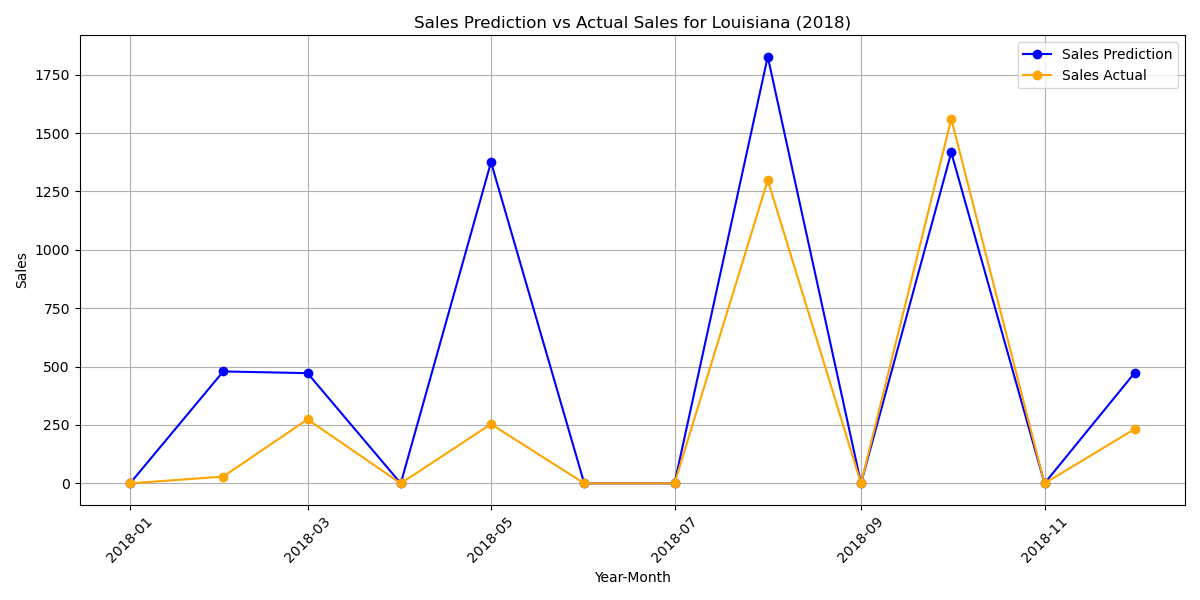 Sales Prediction vs Actual Sales for Louisiana (2018)
Sales Prediction
Sales Actual
Sales
1750
1500
1250
1000
750
500
250
0
2018-01
2018-03
2018-05
2018-07
2018-09
2018-11
Year-Month